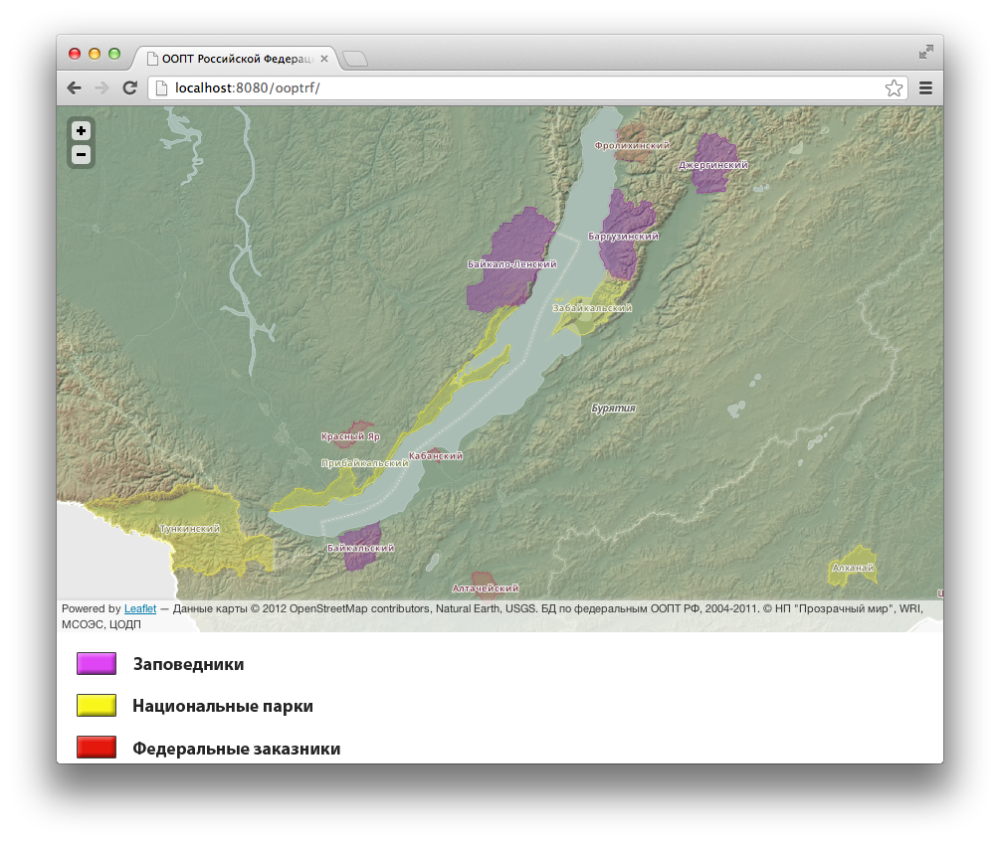 ООПТ Российской Федерац
localhost:8080/ooptrf/
+
−
Фролихинский
Джергинский
Баргузинский
Байкало-Ленский
Забайкальский
Бурятия
Красный Яр
Кабанский
Прибайкальский
Тункинский
Байкальский
Алханай
Алтачейский
Powered by Leaflet — Данные карты © 2012 OpenStreetMap contributors, Natural Earth, USGS. БД по федеральным ООПТ РФ, 2004-2011. © НП "Прозрачный мир", WRI,
МСОЭС, ЦОДП
Заповедники
Национальные парки
Федеральные заказники